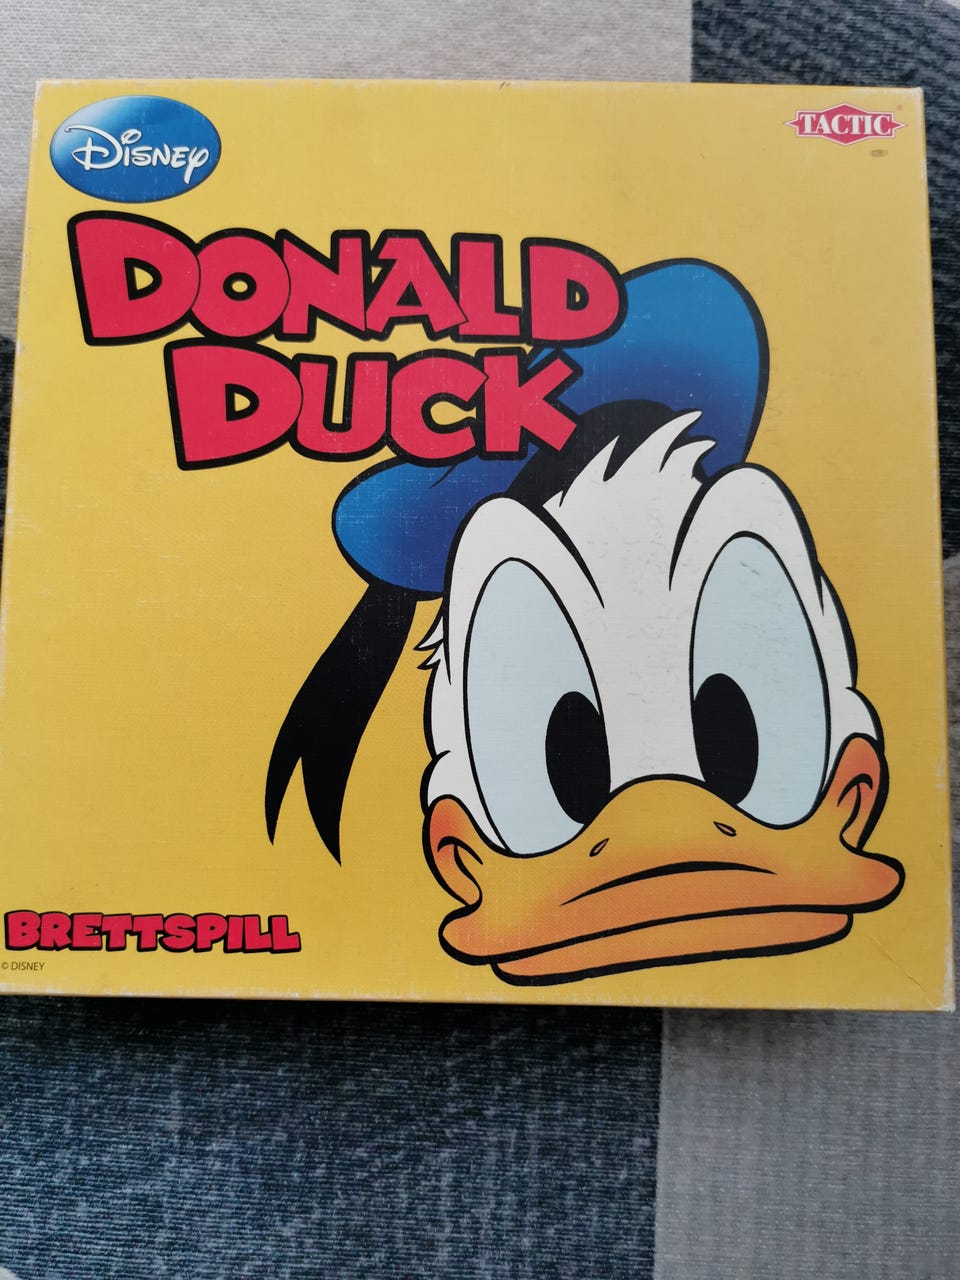 Disney
TACTIC
DONALD
DUCK
BRETTSPILL
© DISNEY